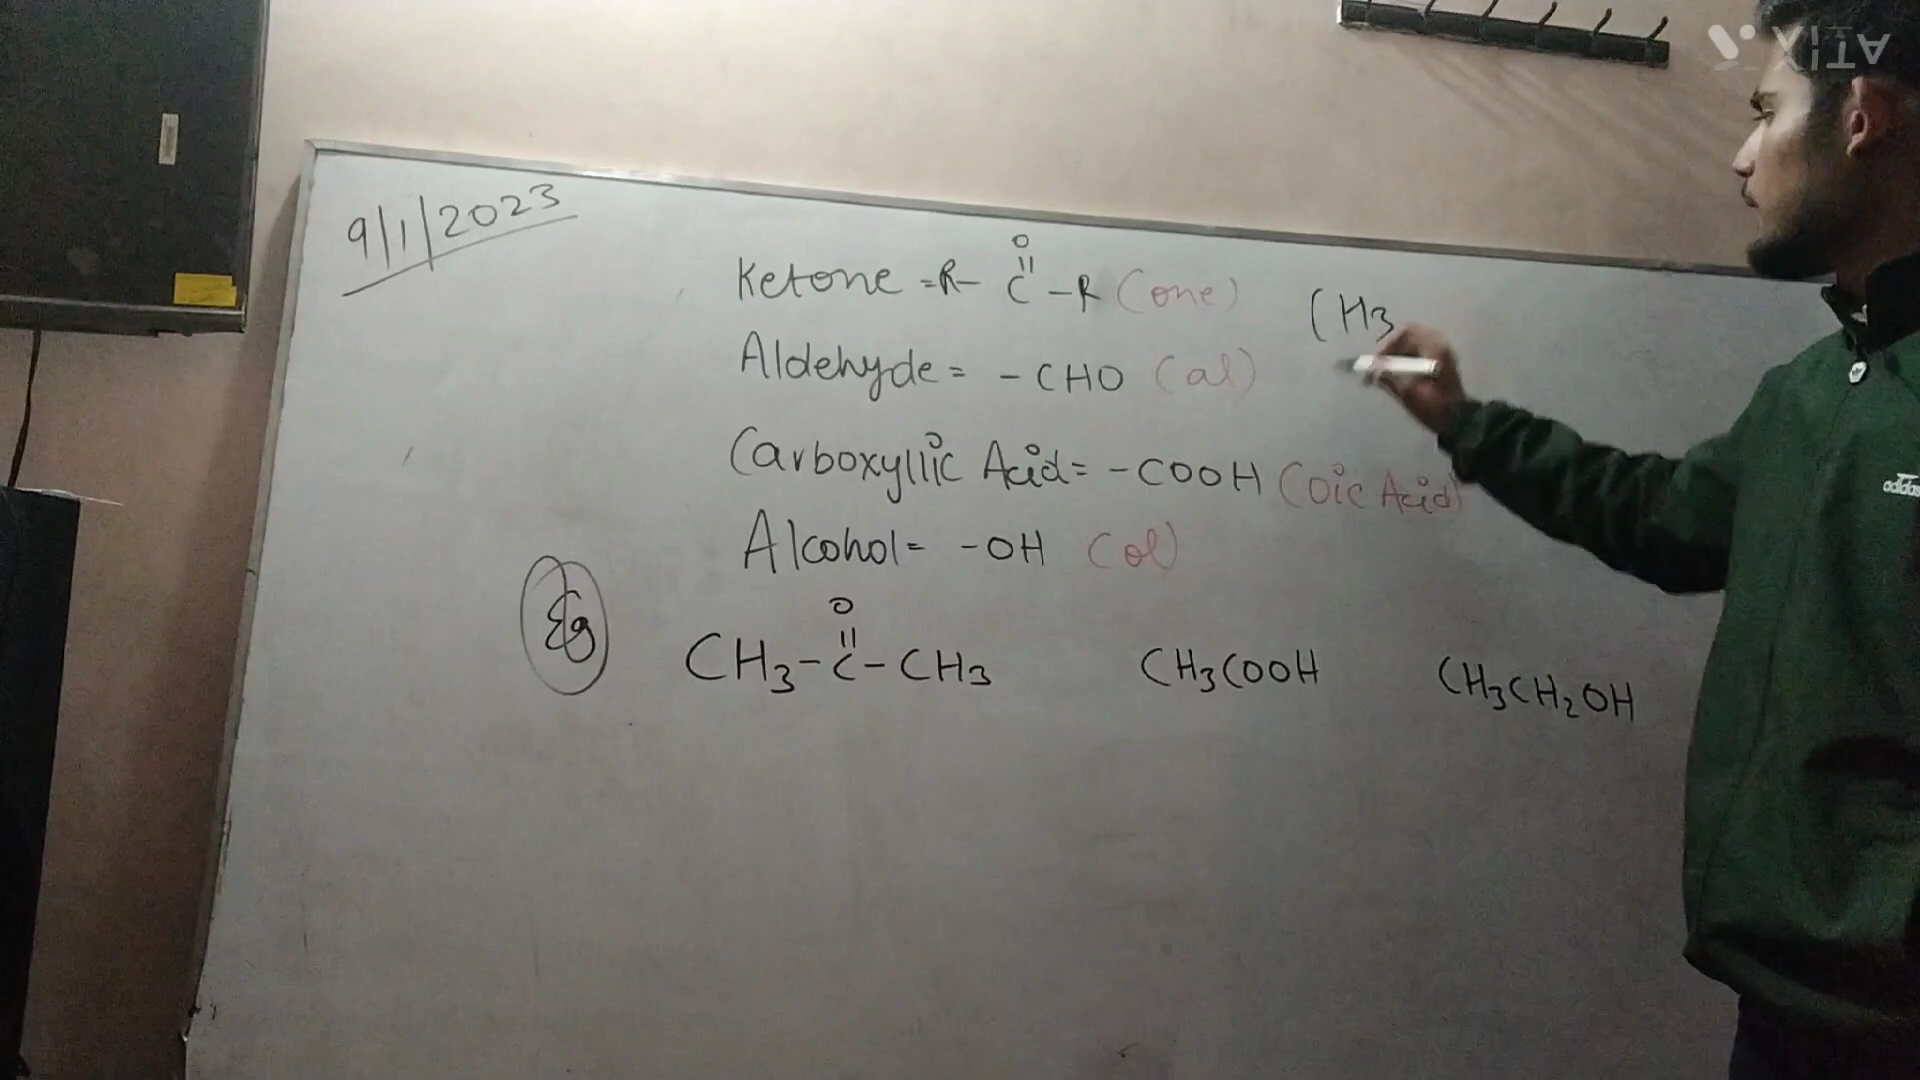 9/1/2023
O
Ketone =R- C -R (one)
CH3
Aldehyde = -CHO (al)
Carboxyllic Acid= -COOH (Oic Acid)
Alcohol= -OH (ol)
Eg
O
CH3-C-CH3 CH3COOH CH3CH2OH
adidas